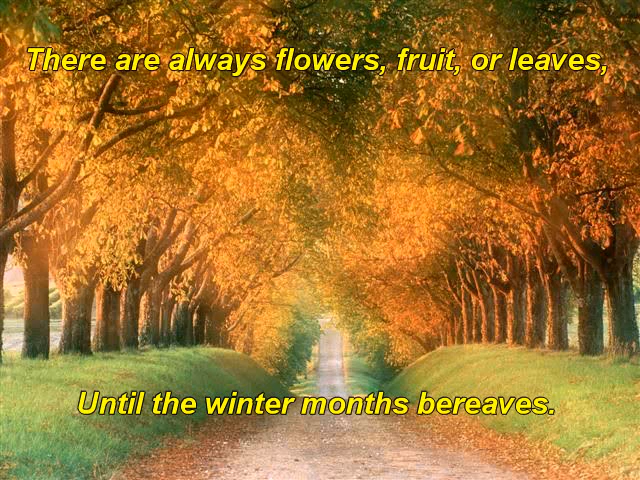 There are always flowers, fruit, or leaves,
Until the winter months bereaves.